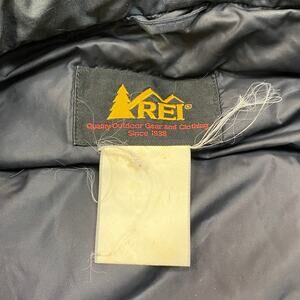 REI®
Quality Outdoor Gear and Clothing
Since 1938